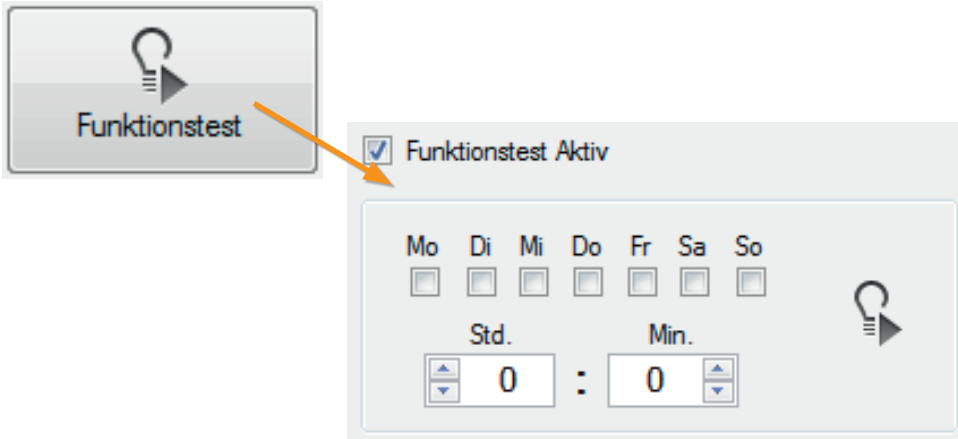 Funktionstest
Funktionstest Aktiv
Mo Di Mi Do Fr Sa So
Std. Min.
0 : 0